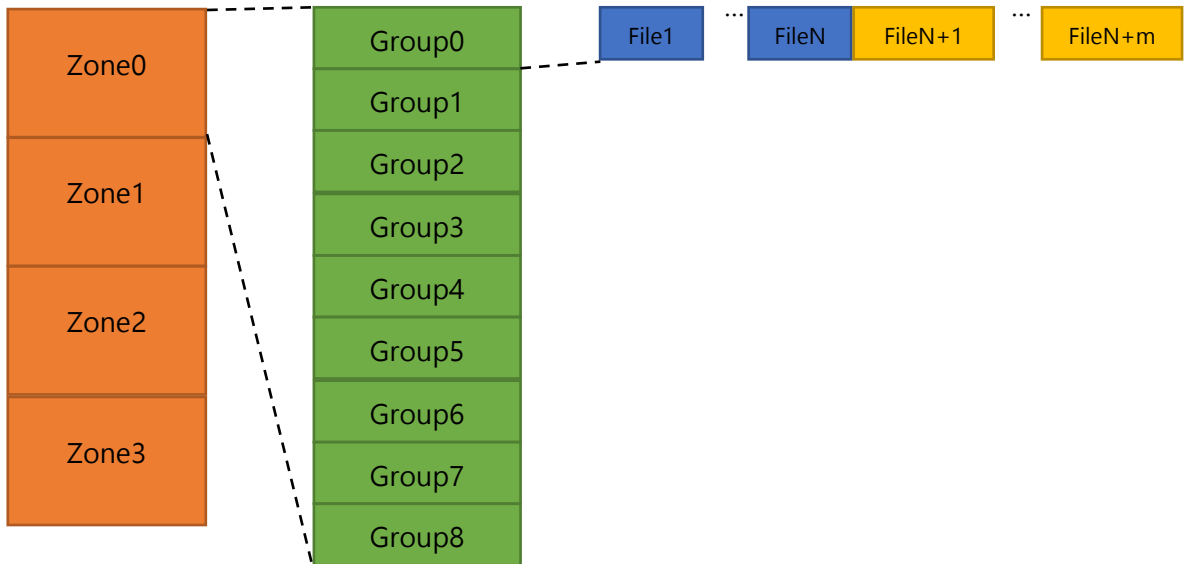 Zone0
Zone1
Zone2
Zone3
Group0
Group1
Group2
Group3
Group4
Group5
Group6
Group7
Group8
File1 ... FileN FileN+1 ... FileN+m